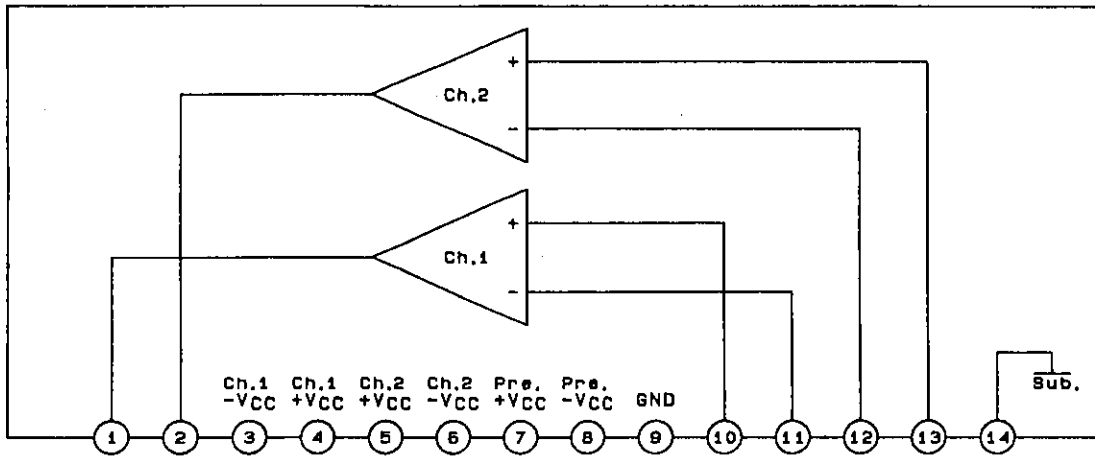 +
Ch.2
−
+
Ch.1
−
Sub.
Ch.1 Ch.1 Ch.2 Ch.2 Pre. Pre.
-VCC +VCC +VCC -VCC +VCC -VCC GND
1 2 3 4 5 6 7 8 9 10 11 12 13 14